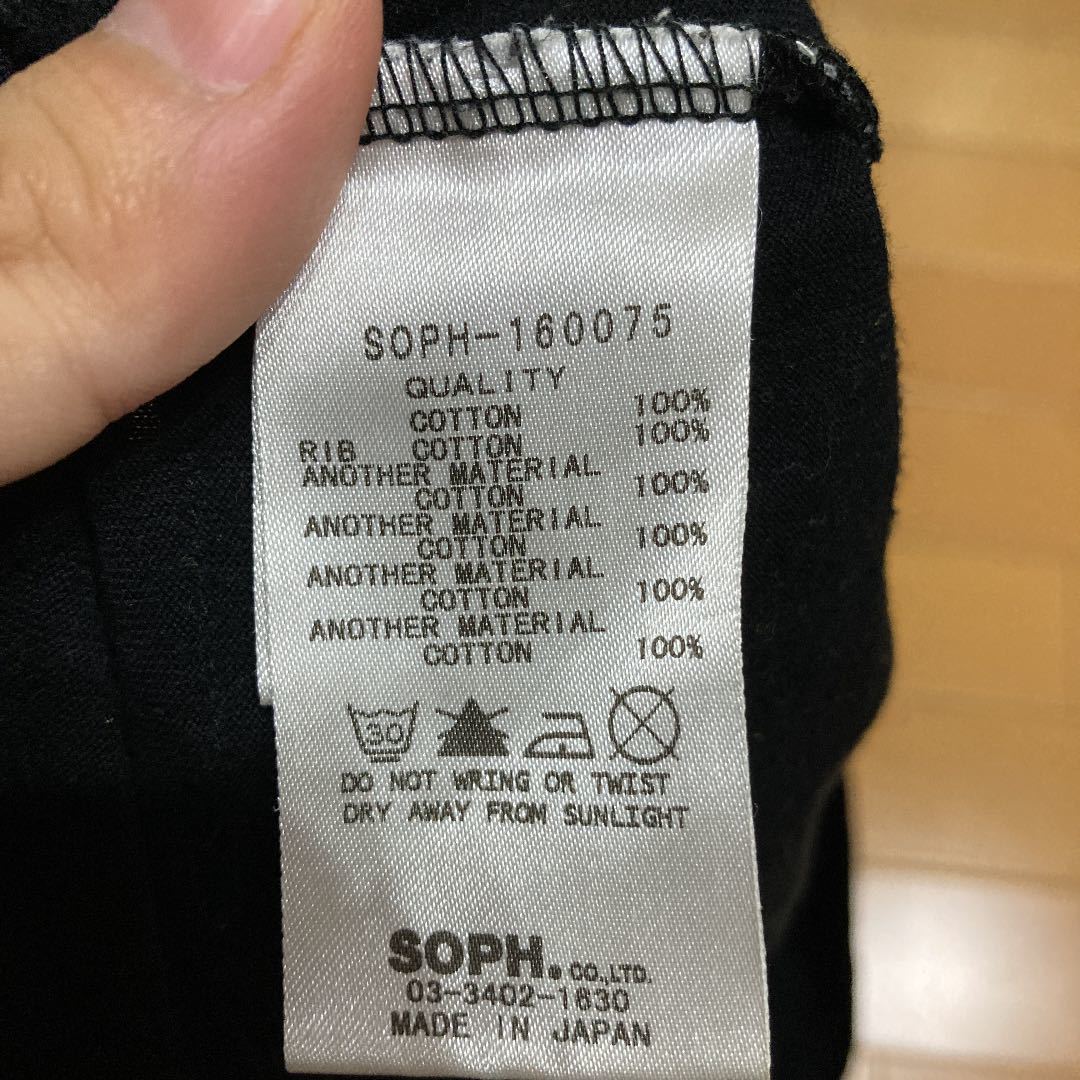 SOPH-160075
QUALITY
COTTON 100%
RIB COTTON 100%
ANOTHER MATERIAL
COTTON 100%
ANOTHER MATERIAL
COTTON 100%
ANOTHER MATERIAL
COTTON 100%
ANOTHER MATERIAL
COTTON 100%
30
DO NOT WRING OR TWIST
DRY AWAY FROM SUNLIGHT
SOPH. CO.,LTD.
03-3402-1630
MADE IN JAPAN